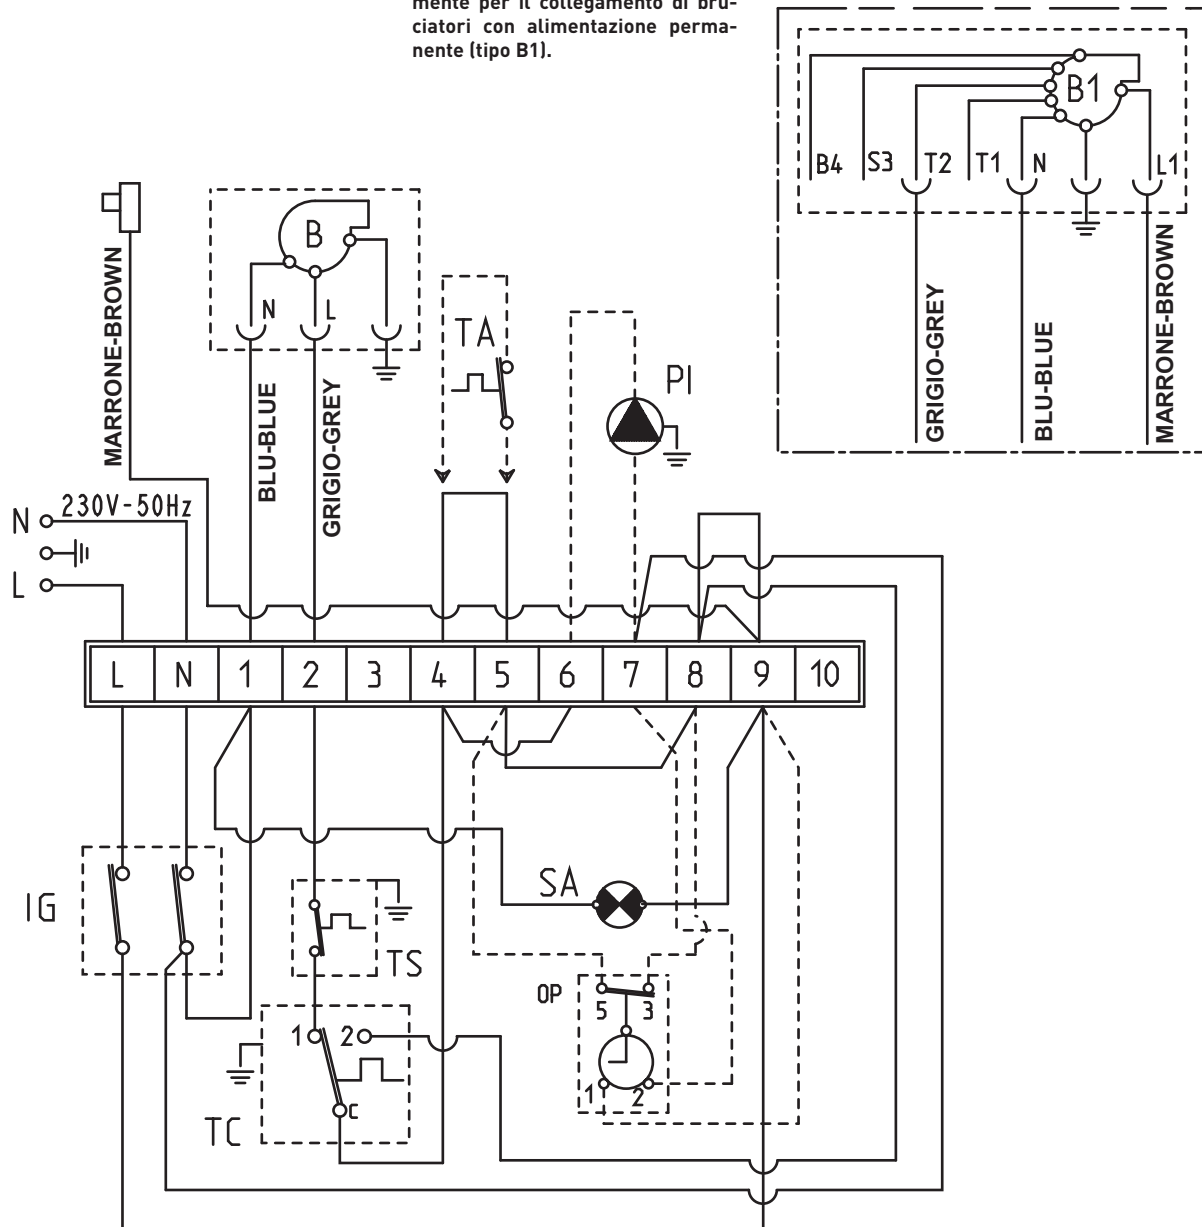 mente per il collegamento di bru-
ciatori con alimentazione perma-
nente (tipo B1).
B1
B4 S3 T2 T1 N L1
GRIGIO-GREY
BLU-BLUE
MARRONE-BROWN
MARRONE-BROWN
B
N L
BLU-BLUE
GRIGIO-GREY
TA
PI
N 230V-50Hz
L
L N 1 2 3 4 5 6 7 8 9 10
IG
SA
TS
OP
5 3
1 2
1 2
C
TC